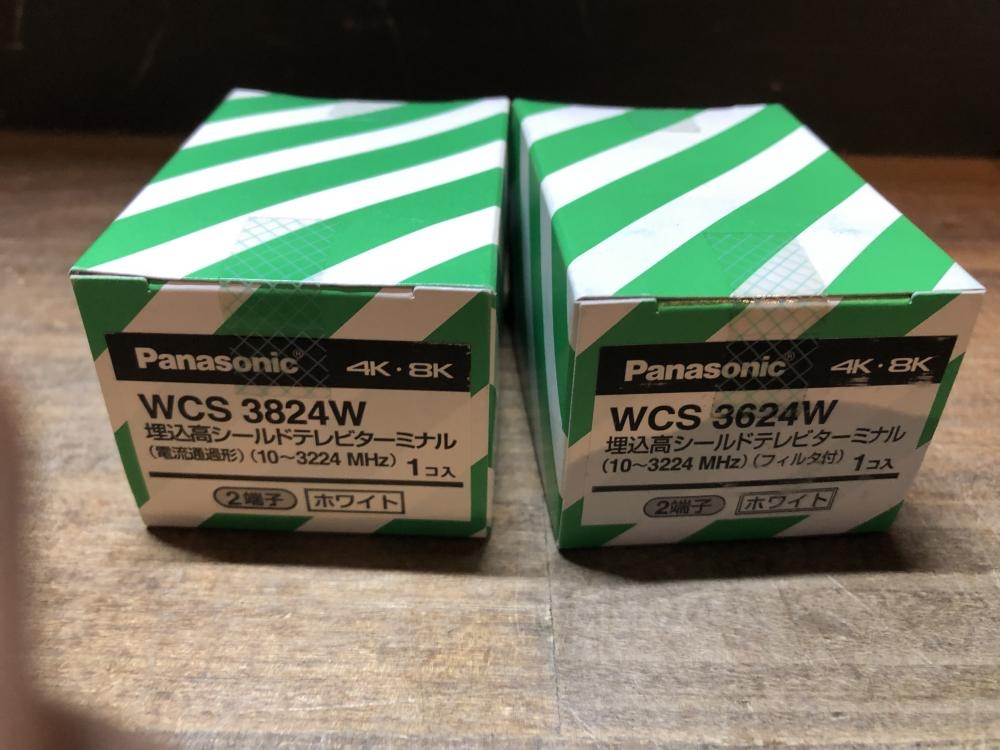 Panasonic® 4K・8K
WCS 3824W
埋込高シールドテレビターミナル
(電流通過形)(10~3224 MHz) 1コ入
2端子 ホワイト
Panasonic® 4K・8K
WCS 3624W
埋込高シールドテレビターミナル
(10~3224 MHz)(フィルタ付) 1コ入
2端子 ホワイト